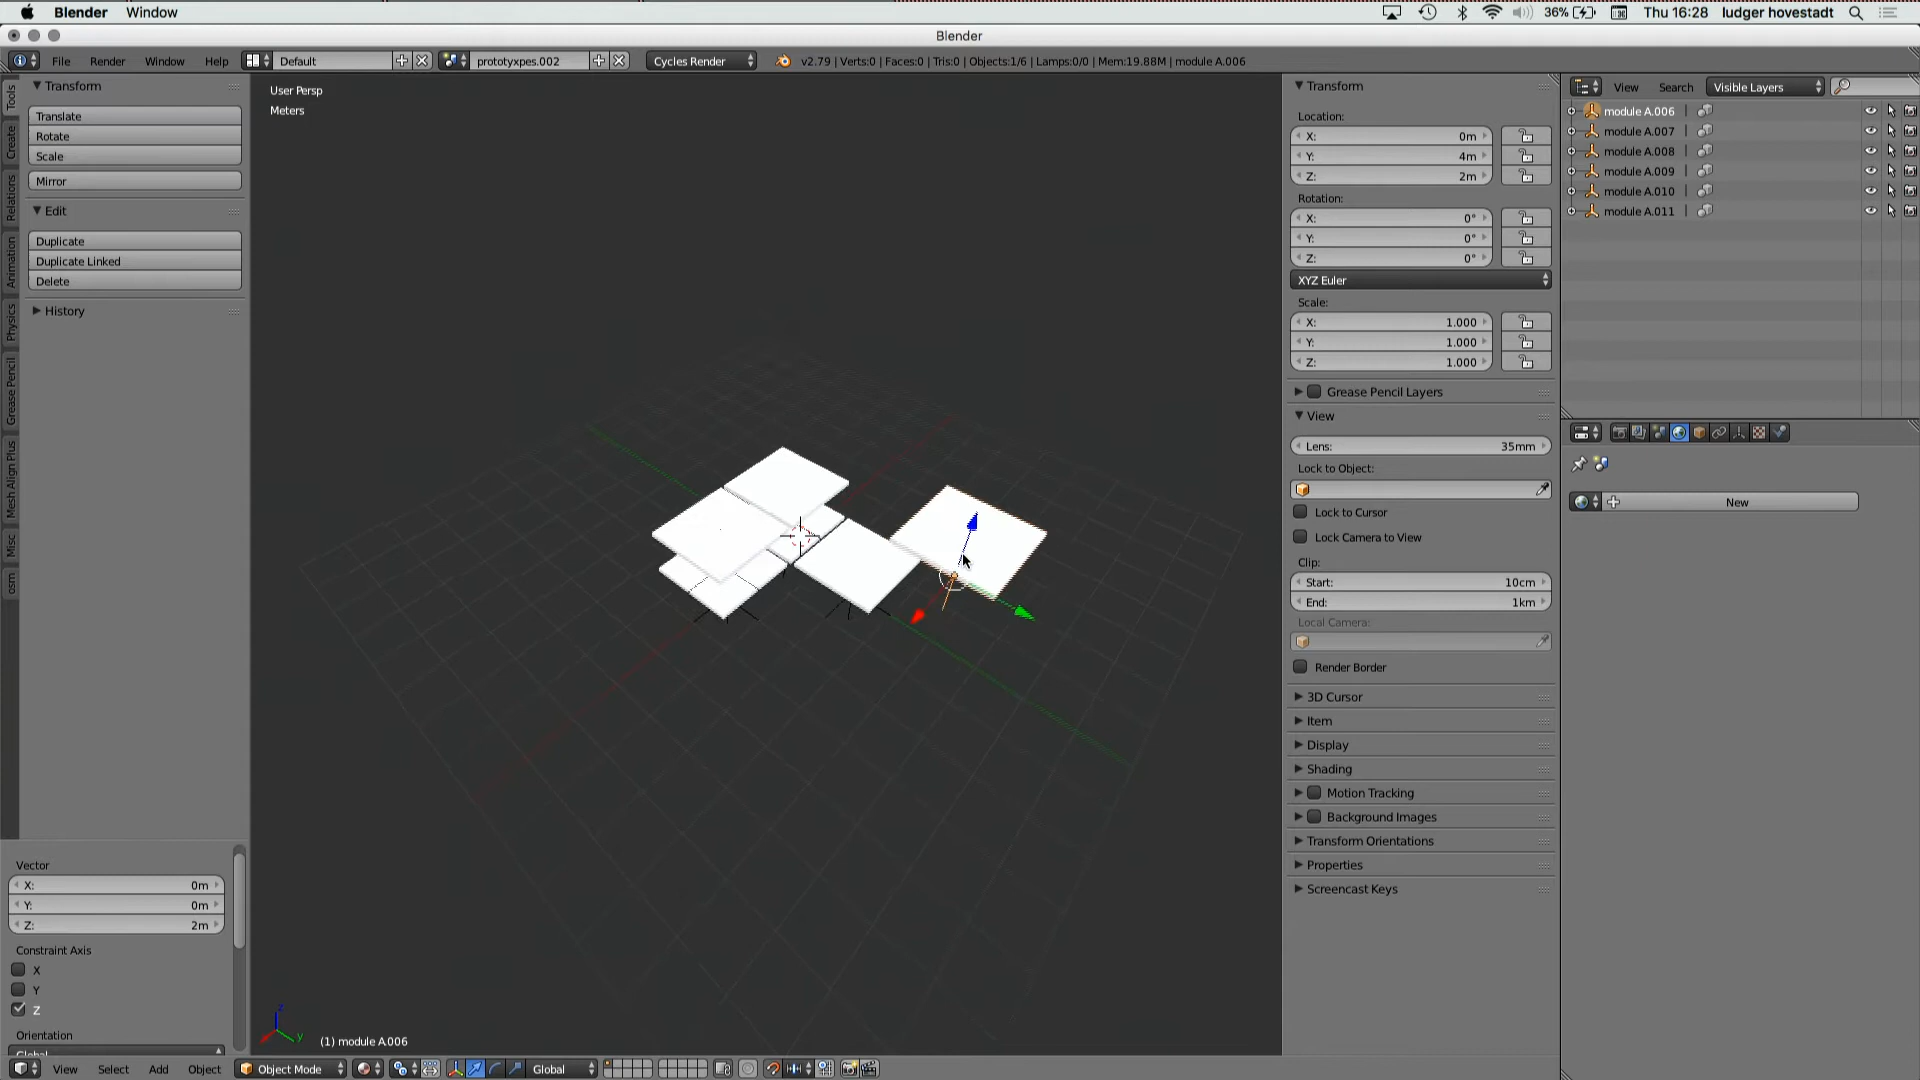 Blender Window
36% Thu 16:28 ludger hovestadt
Blender
File Render Window Help Default prototyxpes.002 Cycles Render v2.79 | Verts:0 | Faces:0 | Tris:0 | Objects:1/6 | Lamps:0/0 | Mem:19.88M | module A.006
Tools
Create
Relations
Animation
Physics
Grease Pencil
Mesh Align Plus
Misc
osm
Transform
Translate
Rotate
Scale
Mirror
Edit
Duplicate
Duplicate Linked
Delete
History
Vector
X: 0m
Y: 0m
Z: 2m
Constraint Axis
X
Y
Z
Orientation
Global
User Persp
Meters
(1) module A.006
View Select Add Object Object Mode Global
Transform
Location:
X: 0m
Y: 4m
Z: 2m
Rotation:
X: 0°
Y: 0°
Z: 0°
XYZ Euler
Scale:
X: 1.000
Y: 1.000
Z: 1.000
Grease Pencil Layers
View
Lens: 35mm
Lock to Object:
Lock to Cursor
Lock Camera to View
Clip:
Start: 10cm
End: 1km
Local Camera:
Render Border
3D Cursor
Item
Display
Shading
Motion Tracking
Background Images
Transform Orientations
Properties
Screencast Keys
View Search Visible Layers
module A.006
module A.007
module A.008
module A.009
module A.010
module A.011
New